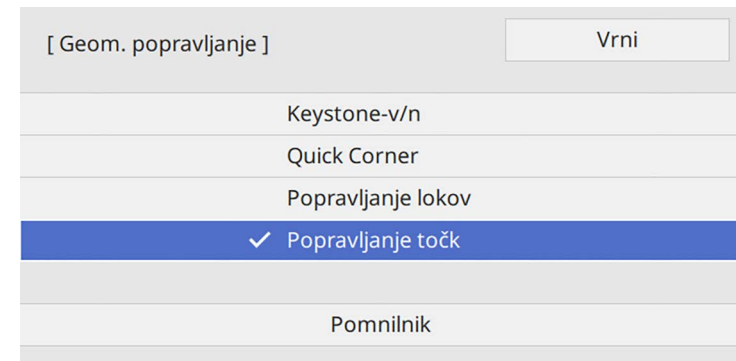 [ Geom. popravljanje ]
Vrni
Keystone-v/n
Quick Corner
Popravljanje lokov
Popravljanje točk
Pomnilnik